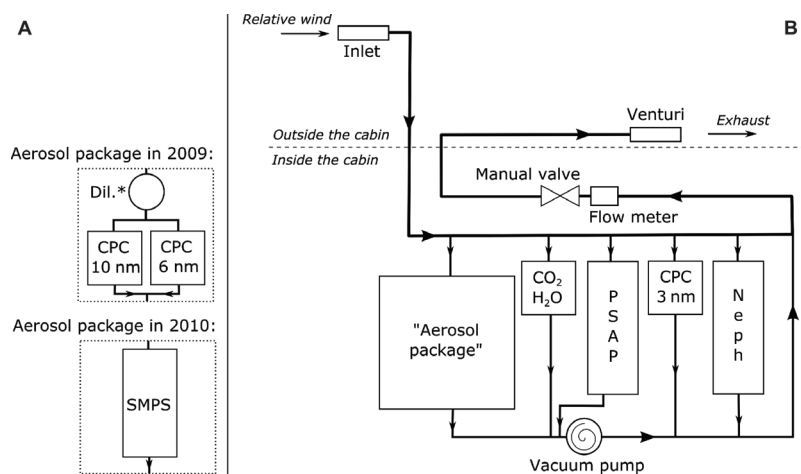 A
Aerosol package in 2009:
Dil.*
CPC
10 nm
CPC
6 nm
Aerosol package in 2010:
SMPS
B
Relative wind
Inlet
Outside the cabin
Inside the cabin
Venturi
Exhaust
Manual valve
Flow meter
"Aerosol
package"
CO₂
H₂O
P
S
A
P
CPC
3 nm
N
e
p
h
Vacuum pump